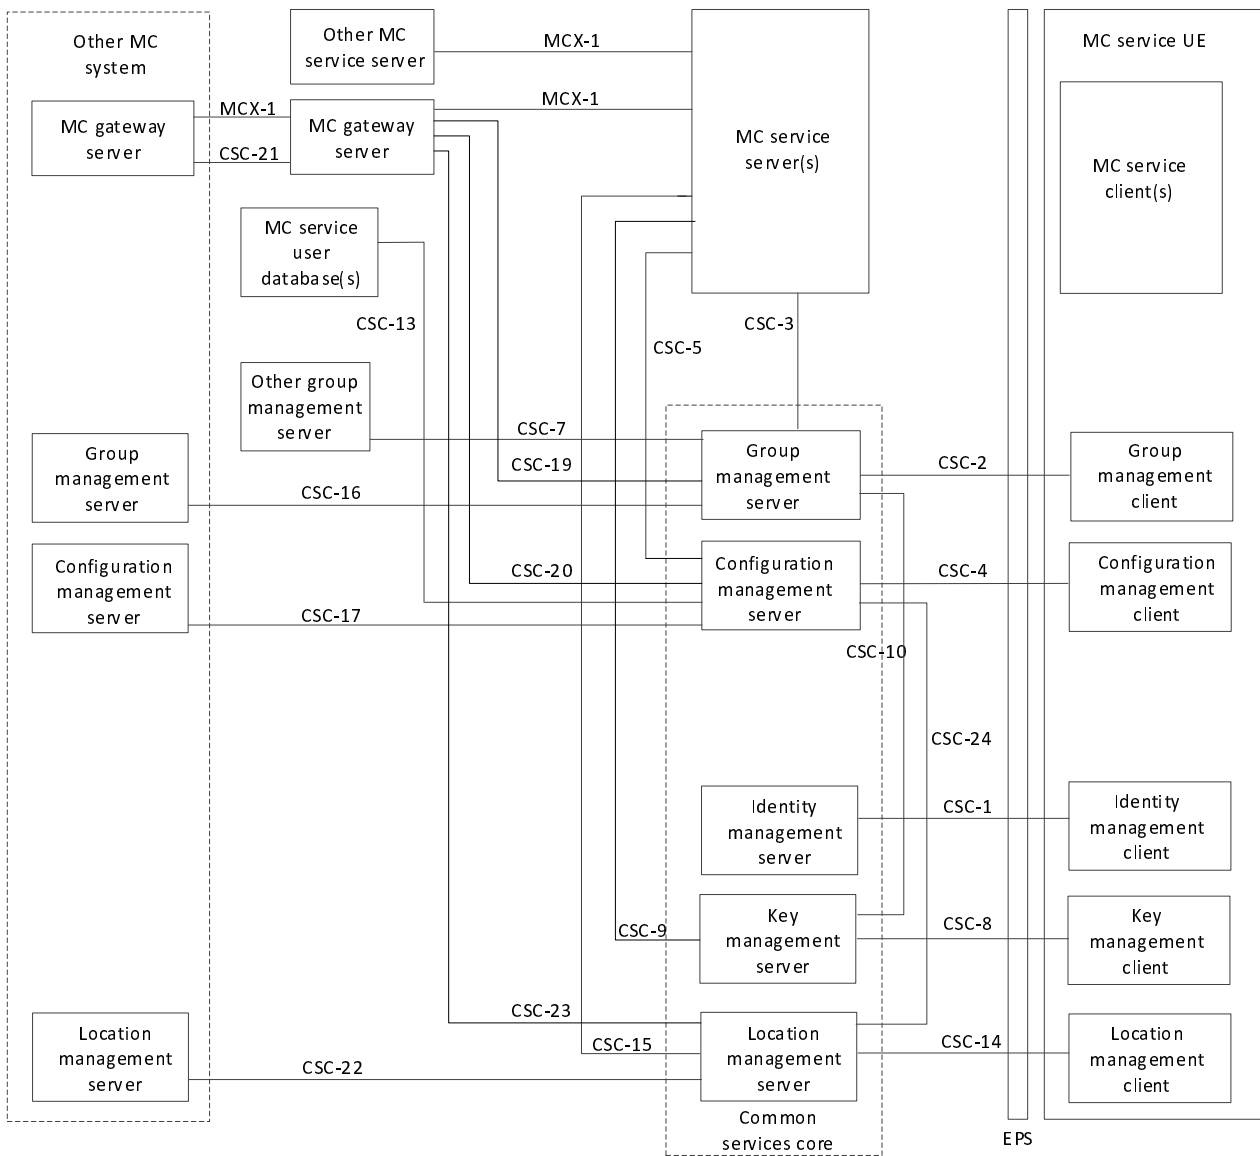 Other MC
system
MC gateway
server
MCX-1
CSC-21
Other MC
service server
MC gateway
server
MCX-1
MCX-1
MC service
server(s)
MC service UE
MC service
client(s)
MC service
user
database(s)
CSC-13
CSC-3
CSC-5
Other group
management
server
CSC-7
CSC-19
CSC-16
Group
management
server
Group
management
server
CSC-2
Group
management
client
Configuration
management
server
CSC-20
CSC-17
Configuration
management
server
CSC-4
Configuration
management
client
CSC-10
CSC-24
Identity
management
server
CSC-1
Identity
management
client
CSC-9
Key
management
server
CSC-8
Key
management
client
Location
management
server
CSC-23
CSC-15
CSC-22
Location
management
server
CSC-14
Location
management
client
Common
services core
EPS